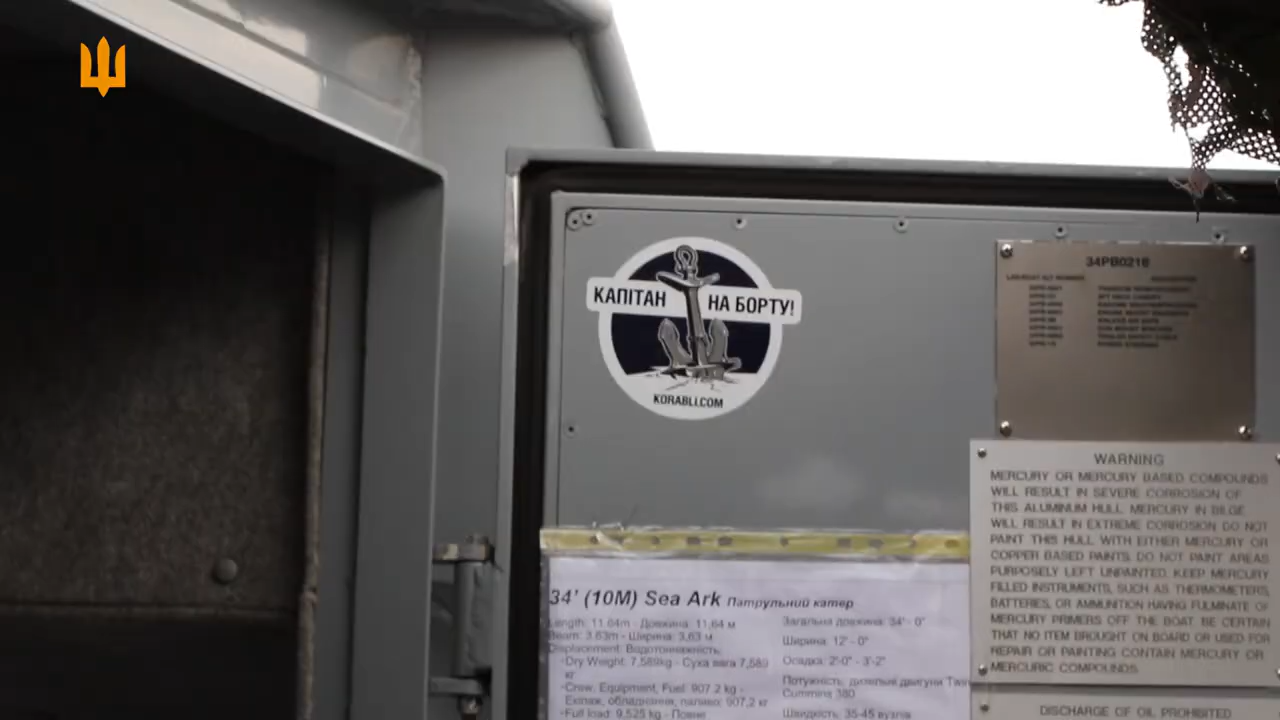 КАПІТАН НА БОРТУ!
KORABLI.COM
34PB0218
WARNING
MERCURY OR MERCURY BASED COMPOUNDS
WILL RESULT IN SEVERE CORROSION OF
THIS ALUMINUM HULL MERCURY IN BILGE
WILL RESULT IN EXTREME CORROSION DO NOT
PAINT THIS HULL WITH EITHER MERCURY OR
COPPER BASED PAINTS. DO NOT PAINT AREAS
PURPOSELY LEFT UNPAINTED. KEEP MERCURY
FILLED INSTRUMENTS, SUCH AS THERMOMETERS,
BATTERIES, OR AMMUNITION HAVING FULMINATE OF
MERCURY PRIMERS OFF THE BOAT. BE CERTAIN
THAT NO ITEM BROUGHT ON BOARD OR USED FOR
REPAIR OR PAINTING CONTAIN MERCURY OR
MERCURIC COMPOUNDS.
DISCHARGE OF OIL PROHIBITED
34' (10M) Sea Ark Патрульний катер
Length: 11.64m - Довжина: 11,64 м
Beam: 3.63m - Ширина: 3,63 м
Displacement: Водотоннажність:
Dry Weight: 7,589kg - Суха вага 7,589
кг
Crew, Equipment, Fuel: 907.2 kg -
Екіпаж, обладнення, паливо: 907,2 кг
Full load: 9,525 kg - Повне
Загальна довжина: 34' - 0"
Ширина: 12' - 0"
Осадка: 2'-0" - 3'-2"
Потужність: дизельні двигуни Twin
Cummins 380
Швидкість: 35-45 вузлів